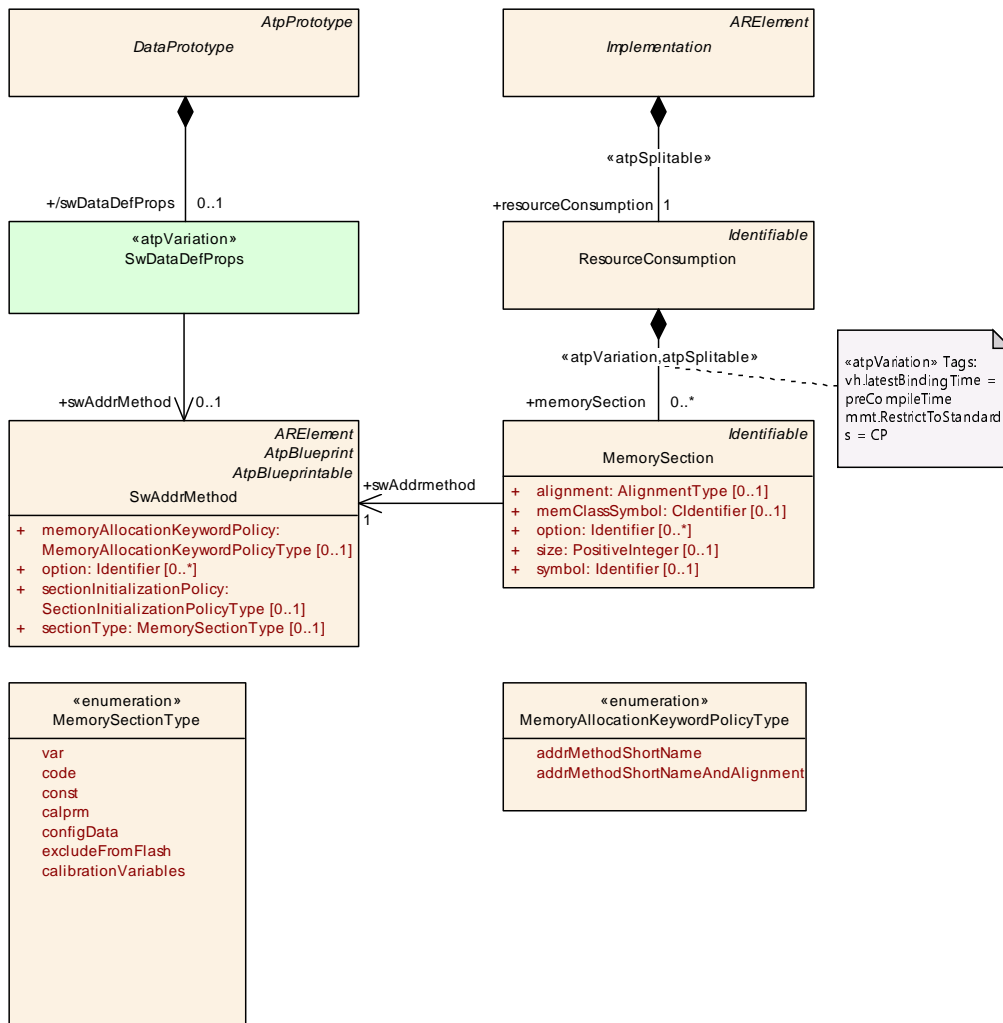 AtpPrototype
DataPrototype
ARElement
Implementation
«atpSplitable»
+/swDataDefProps 0..1
+resourceConsumption 1
«atpVariation»
SwDataDefProps
Identifiable
ResourceConsumption
«atpVariation,atpSplitable»
«atpVariation» Tags:
vh.latestBindingTime =
preCompileTime
mmt.RestrictToStandard
s = CP
+swAddrMethod 0..1
+memorySection 0..*
ARElement
AtpBlueprint
AtpBlueprintable
SwAddrMethod
+ memoryAllocationKeywordPolicy:
MemoryAllocationKeywordPolicyType [0..1]
+ option: Identifier [0..*]
+ sectionInitializationPolicy:
SectionInitializationPolicyType [0..1]
+ sectionType: MemorySectionType [0..1]
+swAddrmethod
1
Identifiable
MemorySection
+ alignment: AlignmentType [0..1]
+ memClassSymbol: CIdentifier [0..1]
+ option: Identifier [0..*]
+ size: PositiveInteger [0..1]
+ symbol: Identifier [0..1]
«enumeration»
MemorySectionType
var
code
const
calprm
configData
excludeFromFlash
calibrationVariables
«enumeration»
MemoryAllocationKeywordPolicyType
addrMethodShortName
addrMethodShortNameAndAlignment